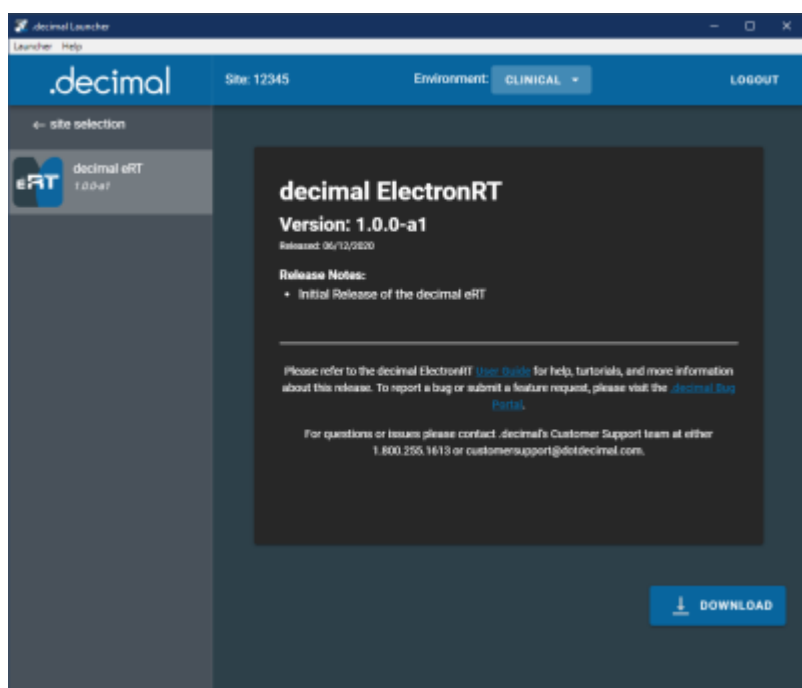 .decimal Launcher
Launcher Help
.decimal
Site: 12345
Environment:
CLINICAL
LOGOUT
← site selection
eRT
decimal eRT
1.0.0-a1
decimal ElectronRT
Version: 1.0.0-a1
Released: 06/12/2020
Release Notes:
• Initial Release of the decimal eRT
Please refer to the decimal ElectronRT User Guide for help, turtorials, and more information
about this release. To report a bug or submit a feature request, please visit the .decimal Bug
Portal.
For questions or issues please contact .decimal's Customer Support team at either
1.800.255.1613 or customersupport@dotdecimal.com.
DOWNLOAD